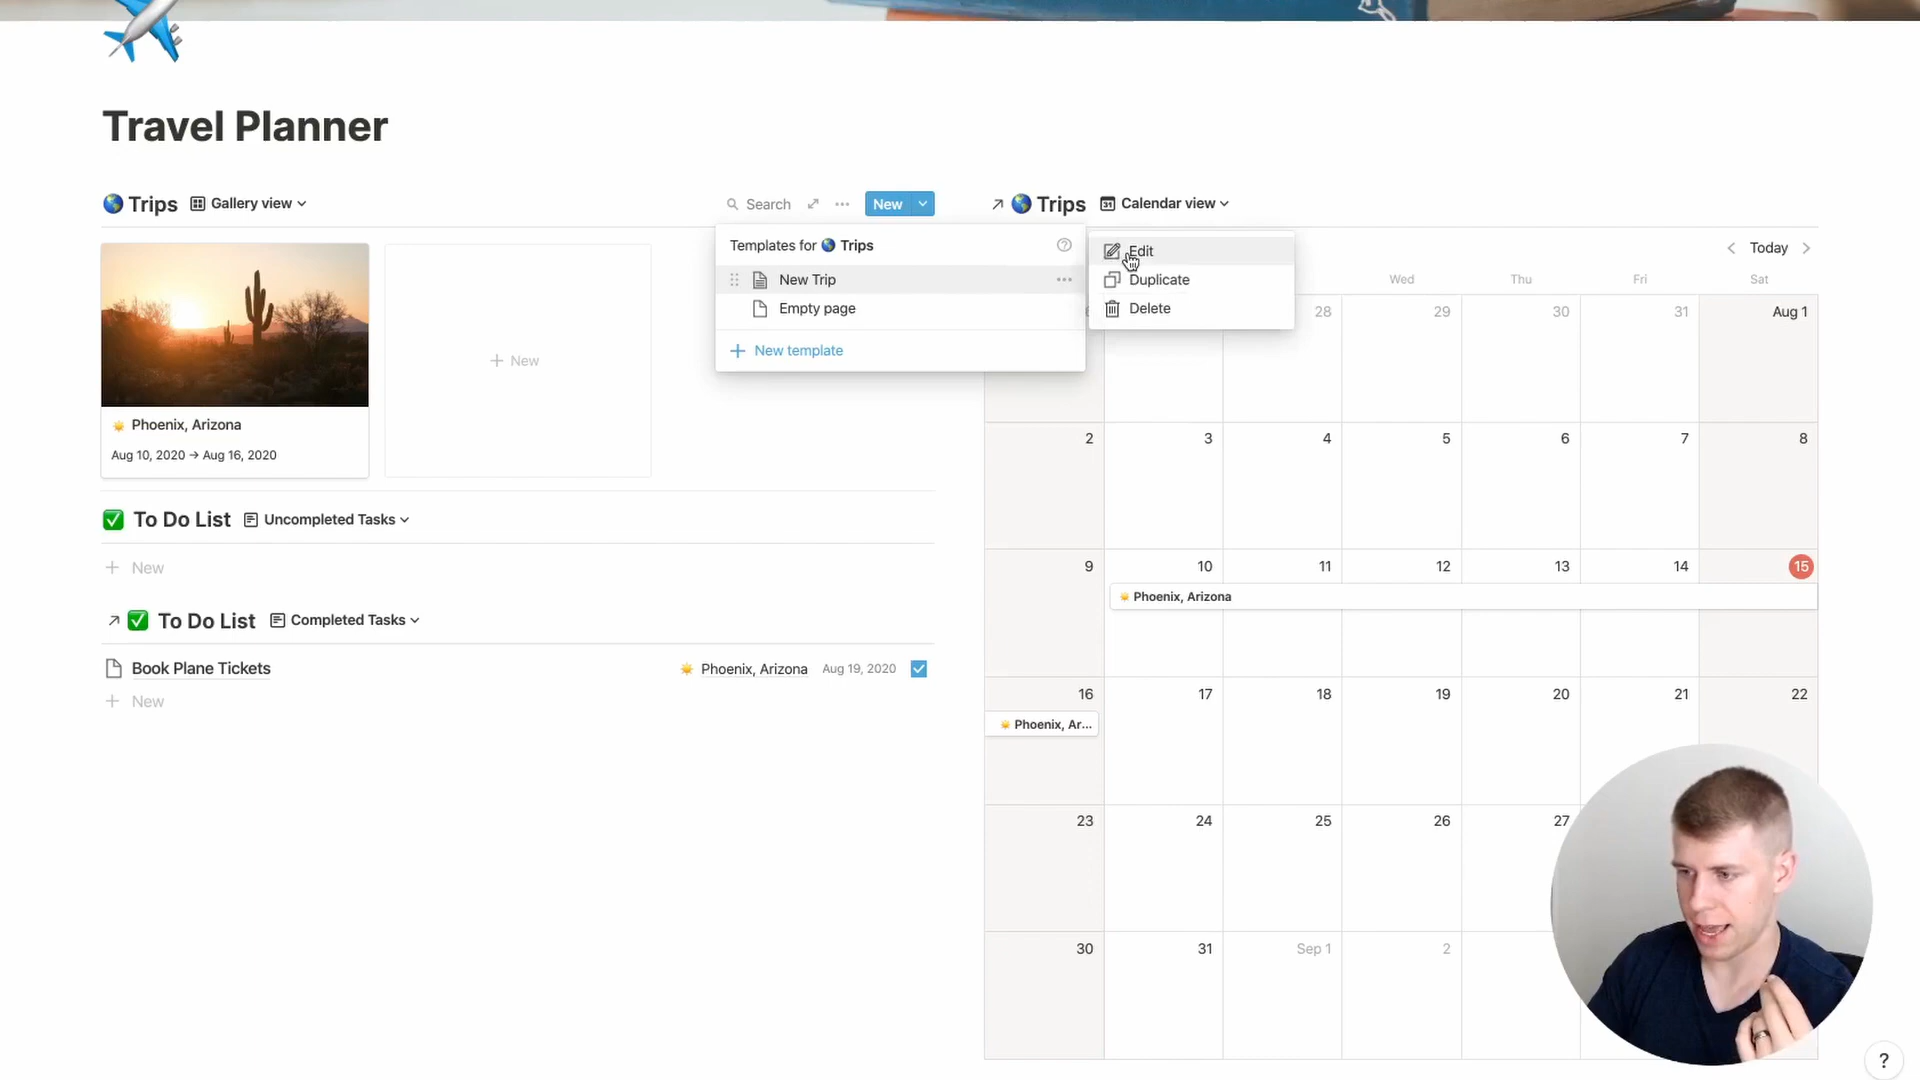 Travel Planner
Trips Gallery view
Search
New
Trips Calendar view
Templates for Trips
New Trip
Empty page
New template
Edit
Duplicate
Delete
Today
Wed Thu Fri Sat
28 29 30 31 Aug 1
New
Phoenix, Arizona
Aug 10, 2020 → Aug 16, 2020
2 3 4 5 6 7 8
To Do List Uncompleted Tasks
New
9 10 11 12 13 14 15
Phoenix, Arizona
To Do List Completed Tasks
Book Plane Tickets Phoenix, Arizona Aug 19, 2020
New
16 17 18 19 20 21 22
Phoenix, Ar...
23 24 25 26 27
30 31 Sep 1 2
?